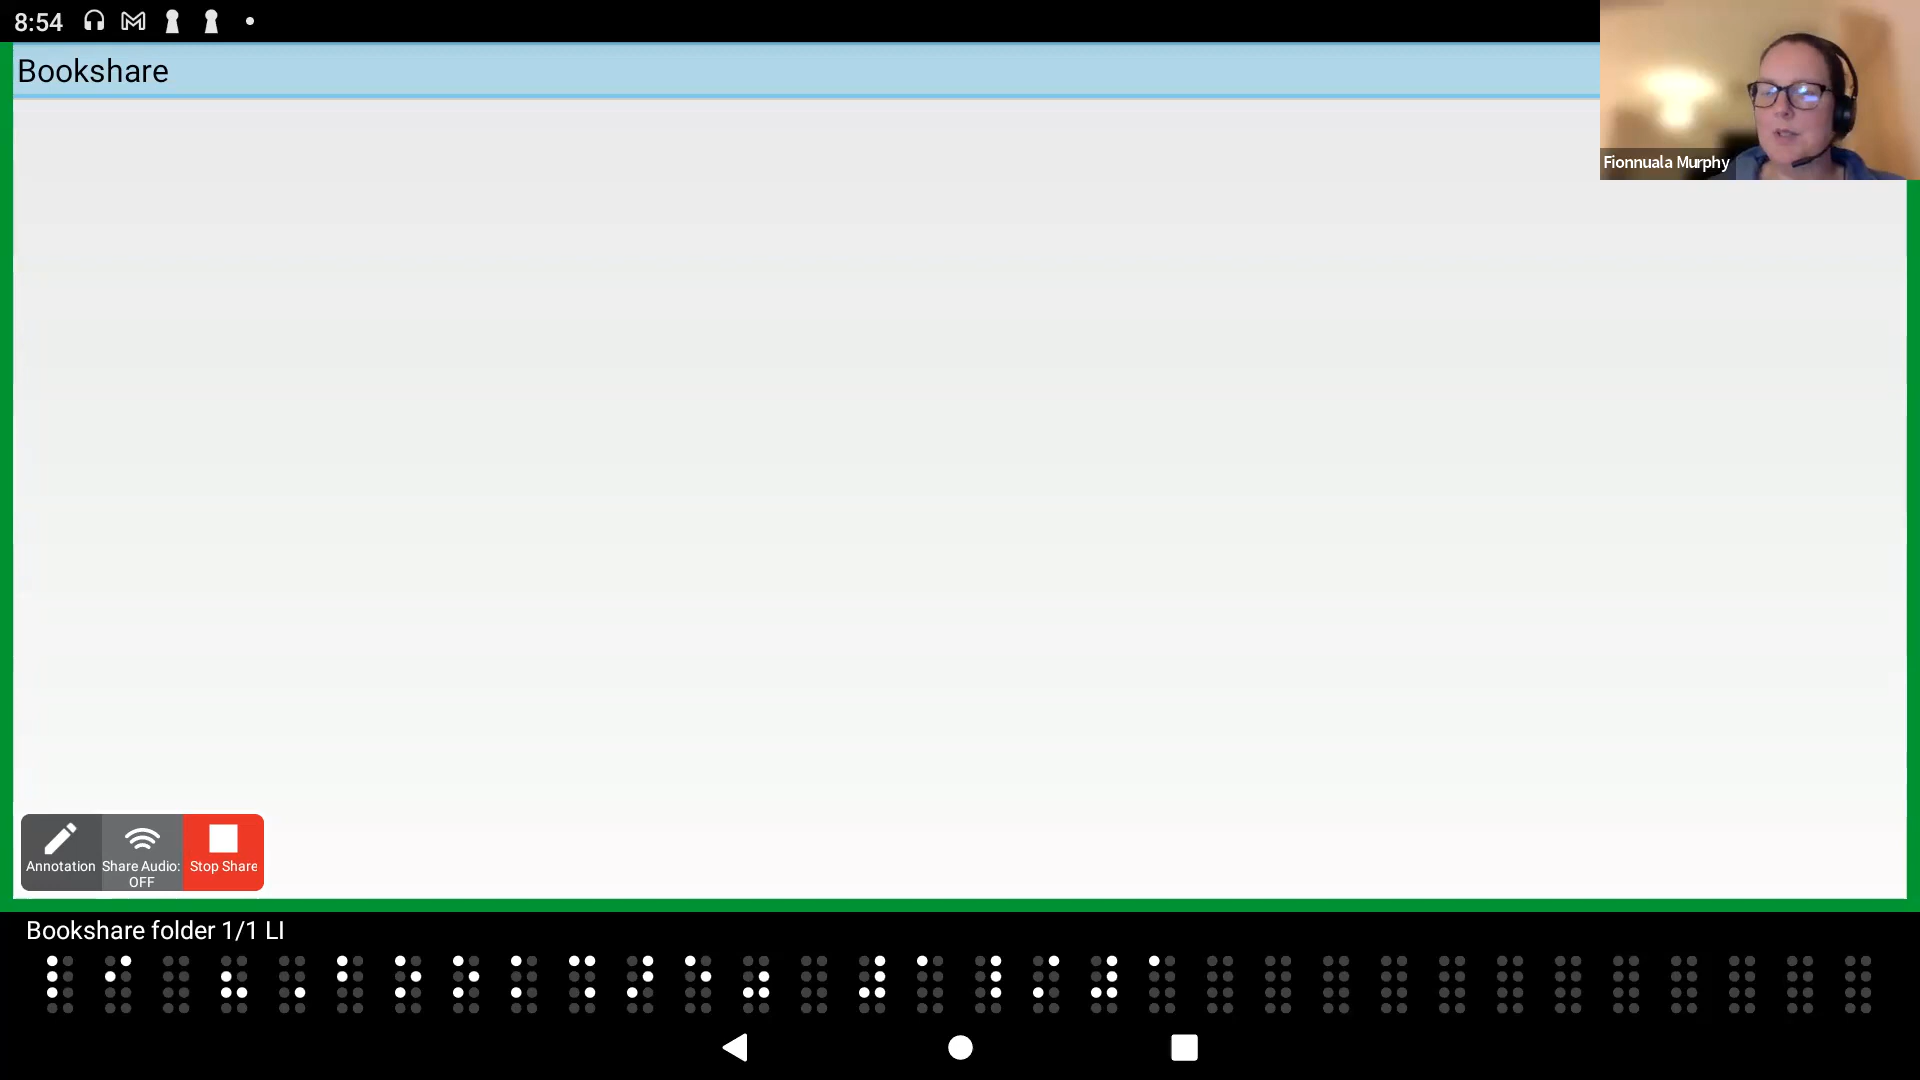 8:54
Bookshare
Fionnuala Murphy
Annotation
Share Audio: OFF
Stop Share
Bookshare folder 1/1 LI